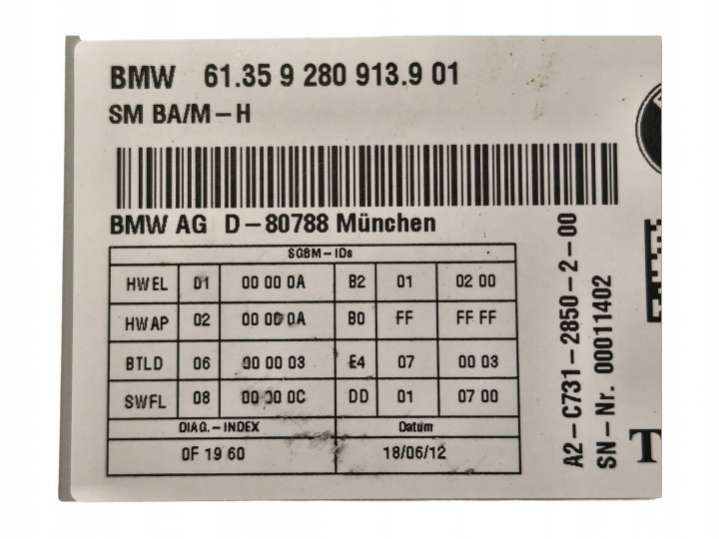 BMW 61.35 9 280 913.9 01
SM BA/M-H
BMW AG D-80788 München
SGBM-IDs
HWEL 01 00 00 0A B2 01 02 00
HWAP 02 00 00 0A B0 FF FF FF
BTLD 06 00 00 03 E4 07 00 03
SWFL 08 00 00 0C DD 01 07 00
DIAG.-INDEX Datum
0F 19 60 18/06/12
A2-C731-2850-2-00
SN-Nr. 00011402